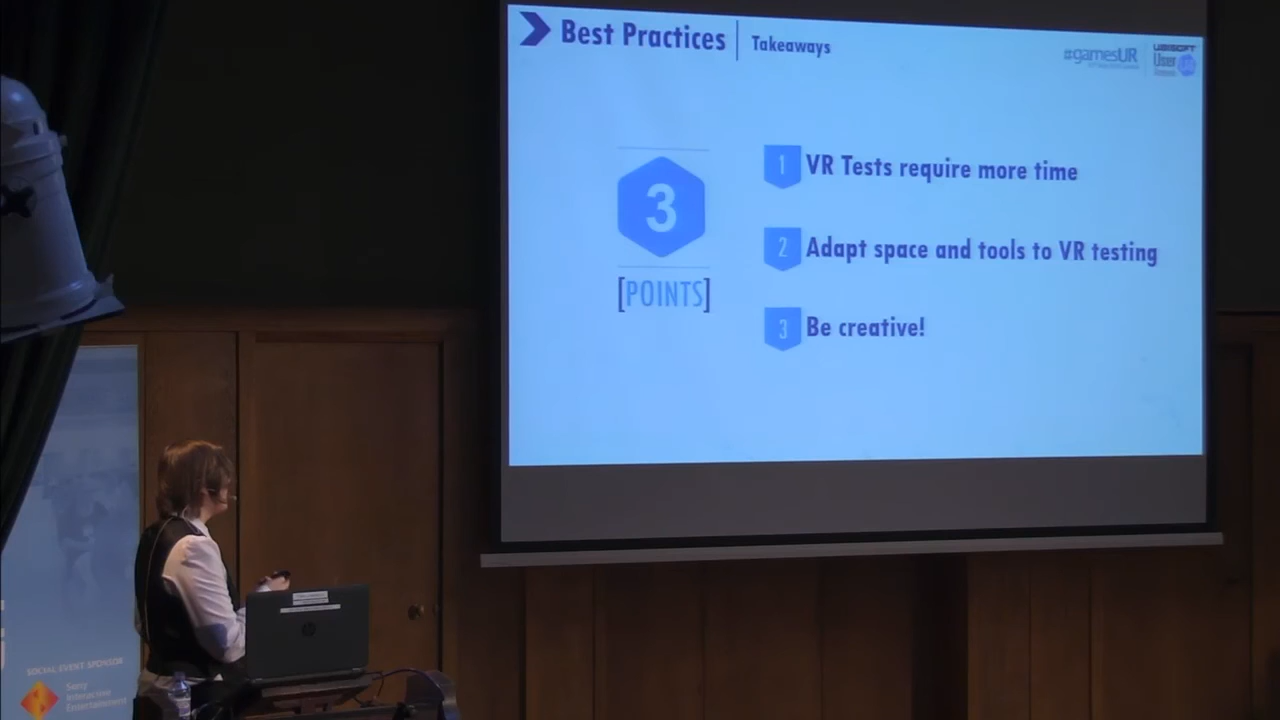 Best Practices
Takeaways
#gamesUR
UBISOFT
User
3
[POINTS]
1 VR Tests require more time
2 Adapt space and tools to VR testing
3 Be creative!
SOCIAL EVENT SPONSOR
Sony
Interactive
Entertainment
hp